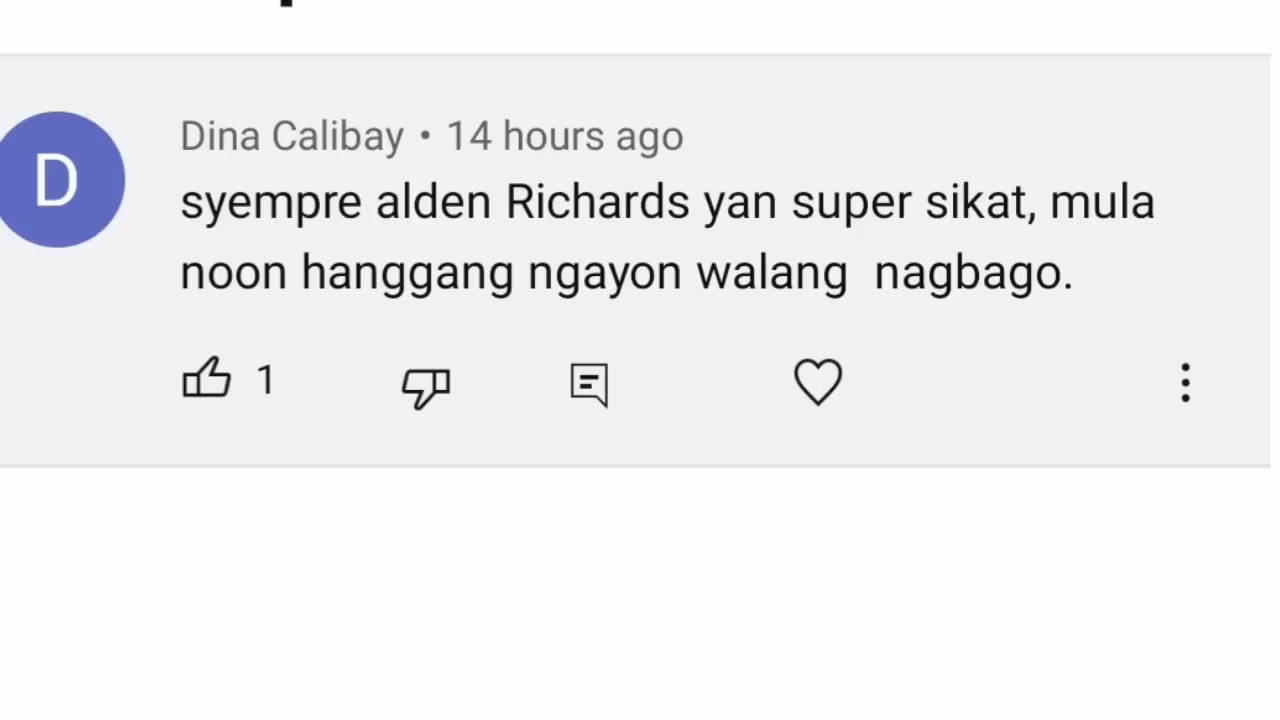 D
Dina Calibay • 14 hours ago
syempre alden Richards yan super sikat, mula
noon hanggang ngayon walang  nagbago.
1